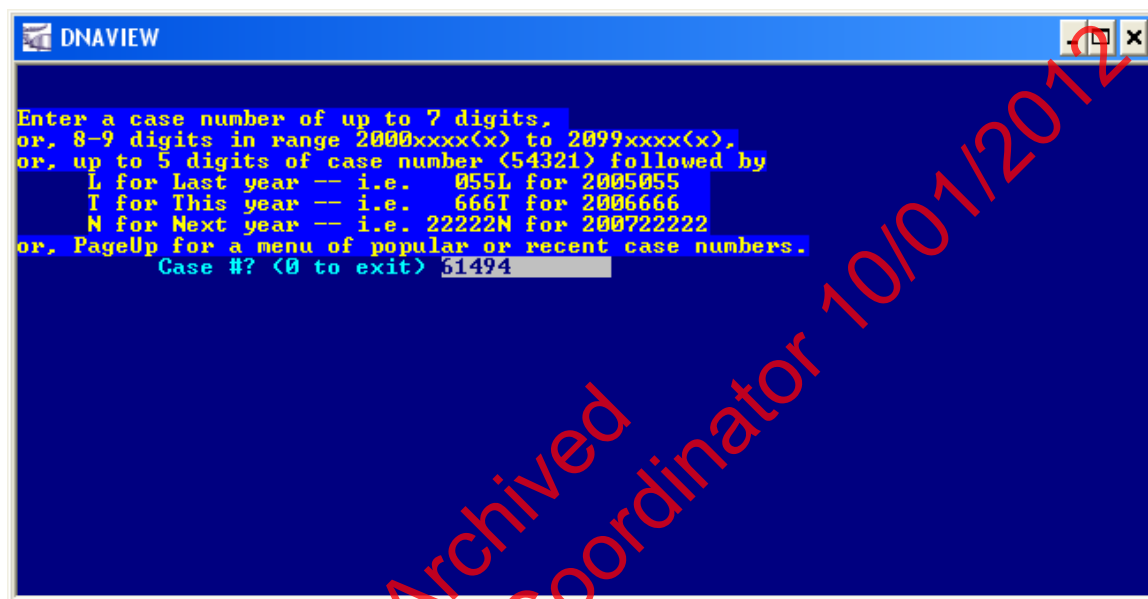 DNAVIEW
Enter a case number of up to 7 digits,
or, 8-9 digits in range 2000xxxx(x) to 2099xxxx(x),
or, up to 5 digits of case number (54321) followed by
L for Last year -- i.e. 055L for 2005055
T for This year -- i.e. 666T for 2006666
N for Next year -- i.e. 22222N for 200722222
or, PageUp for a menu of popular or recent case numbers.
Case #? (0 to exit) 61494
Archived
Coordinator 10/01/2012